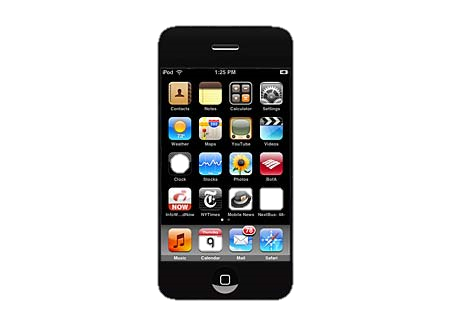 iPod 1:25 PM
Contacts Notes Calculator Settings
72°
Weather Maps YouTube Videos
Clock Stocks Photos BofA
NOW
InfoW...dNow NYTimes Mobile News NextBus: W
Thursday 9 78
Music Calendar Mail Safari